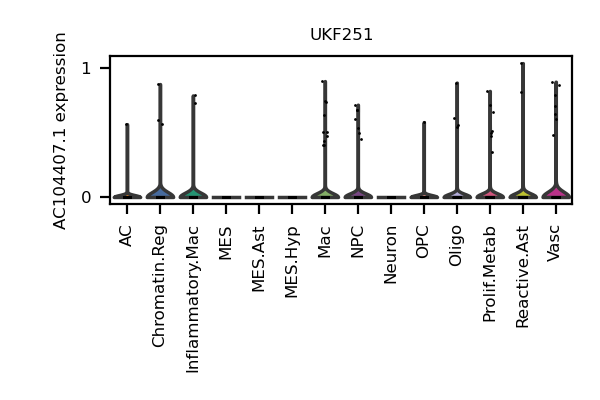 UKF251
AC104407.1 expression
1
0
AC
Chromatin.Reg
Inflammatory.Mac
MES
MES.Ast
MES.Hyp
Mac
NPC
Neuron
OPC
Oligo
Prolif.Metab
Reactive.Ast
Vasc